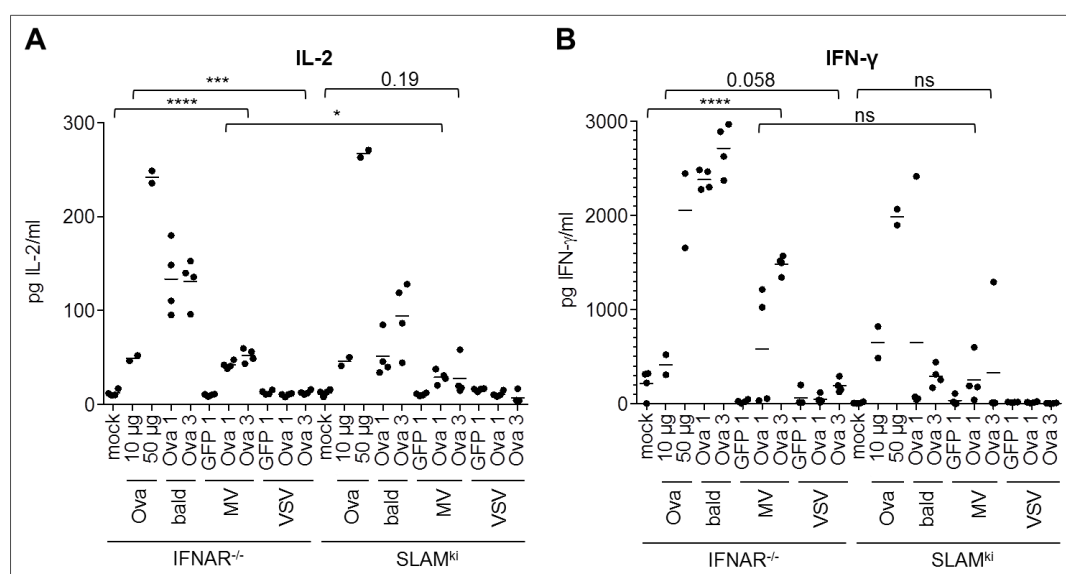 A
IL-2
***
0.19
****
*
300
200
100
0
pg IL-2/ml
mock
10 µg
50 µg
Ova 1
Ova 3
GFP 1
Ova 1
Ova 3
GFP 1
Ova 1
Ova 3
mock
10 µg
50 µg
Ova 1
Ova 3
GFP 1
Ova 1
Ova 3
GFP 1
Ova 1
Ova 3
Ova
bald
MV
VSV
Ova
bald
MV
VSV
IFNAR-/-
SLAMki
B
IFN-γ
0.058
ns
****
ns
3000
2000
1000
0
pg IFN-γ/ml
mock
10 µg
50 µg
Ova 1
Ova 3
GFP 1
Ova 1
Ova 3
GFP 1
Ova 1
Ova 3
mock
10 µg
50 µg
Ova 1
Ova 3
GFP 1
Ova 1
Ova 3
GFP 1
Ova 1
Ova 3
Ova
bald
MV
VSV
Ova
bald
MV
VSV
IFNAR-/-
SLAMki